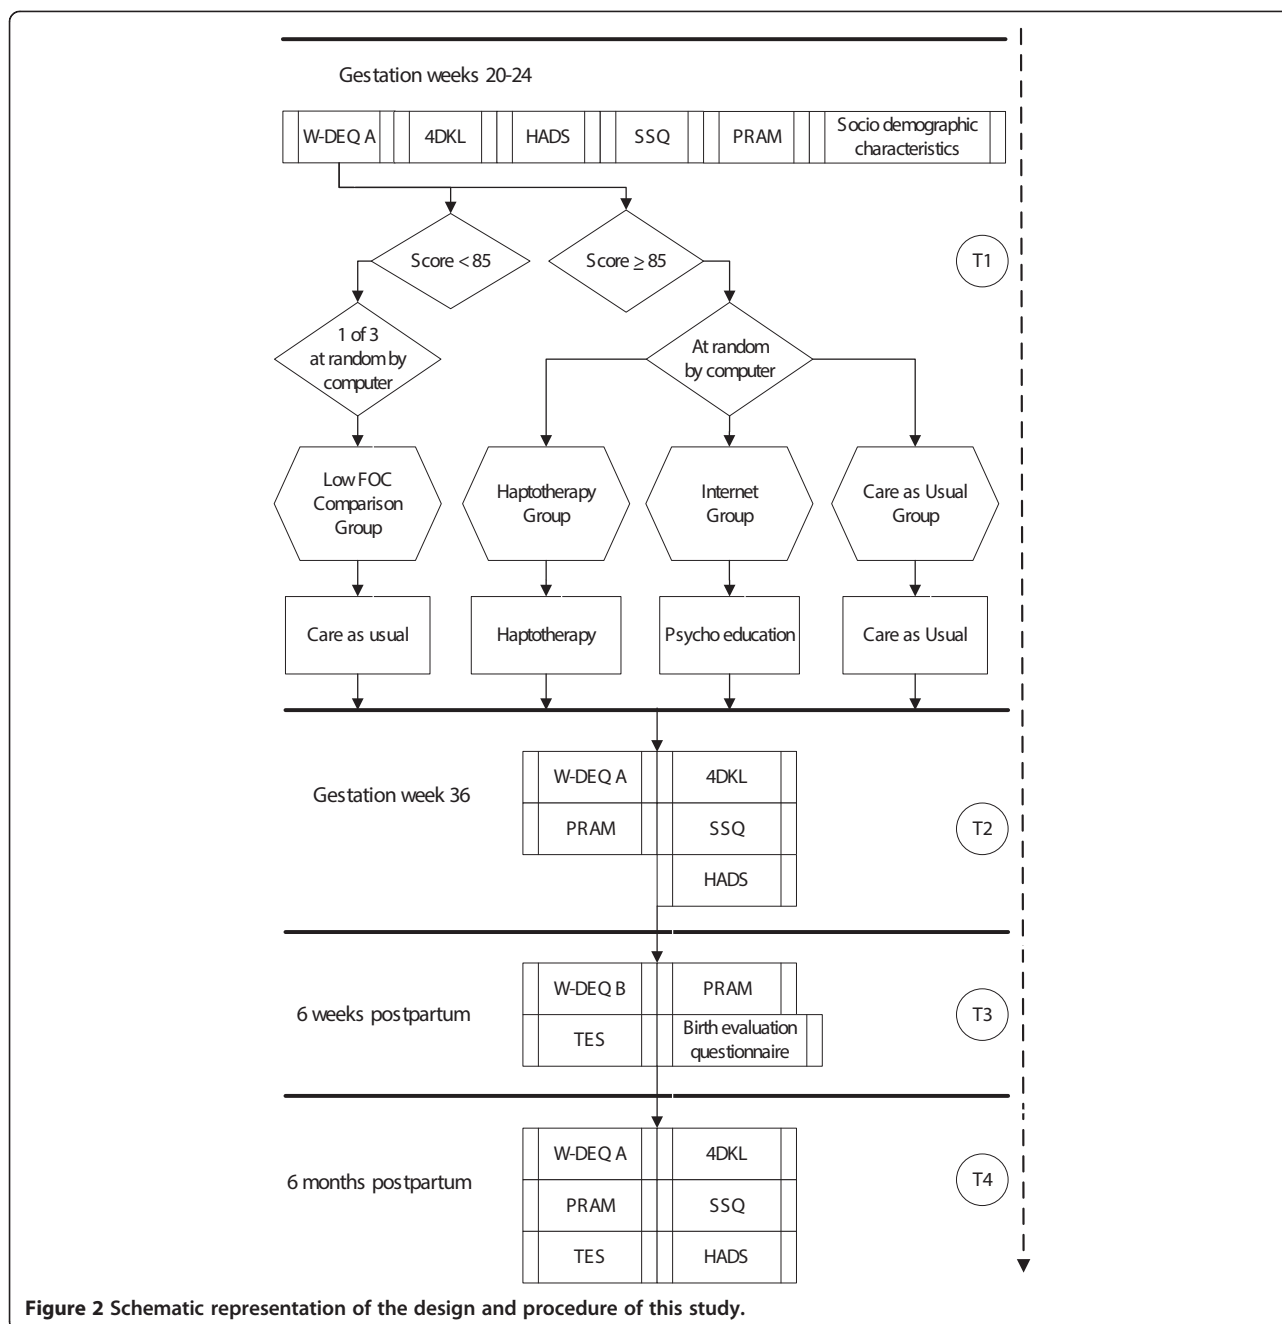 Gestation weeks 20-24
W-DEQ A
4DKL
HADS
SSQ
PRAM
Socio demographic
characteristics
Score < 85
Score ≥ 85
T1
1 of 3
at random by
computer
At random
by computer
Low FOC
Comparison
Group
Haptotherapy
Group
Internet
Group
Care as Usual
Group
Care as usual
Haptotherapy
Psycho education
Care as Usual
Gestation week 36
W-DEQ A
4DKL
PRAM
SSQ
HADS
T2
6 weeks postpartum
W-DEQ B
PRAM
TES
Birth evaluation
questionnaire
T3
6 months postpartum
W-DEQ A
4DKL
PRAM
SSQ
TES
HADS
T4
Figure 2 Schematic representation of the design and procedure of this study.